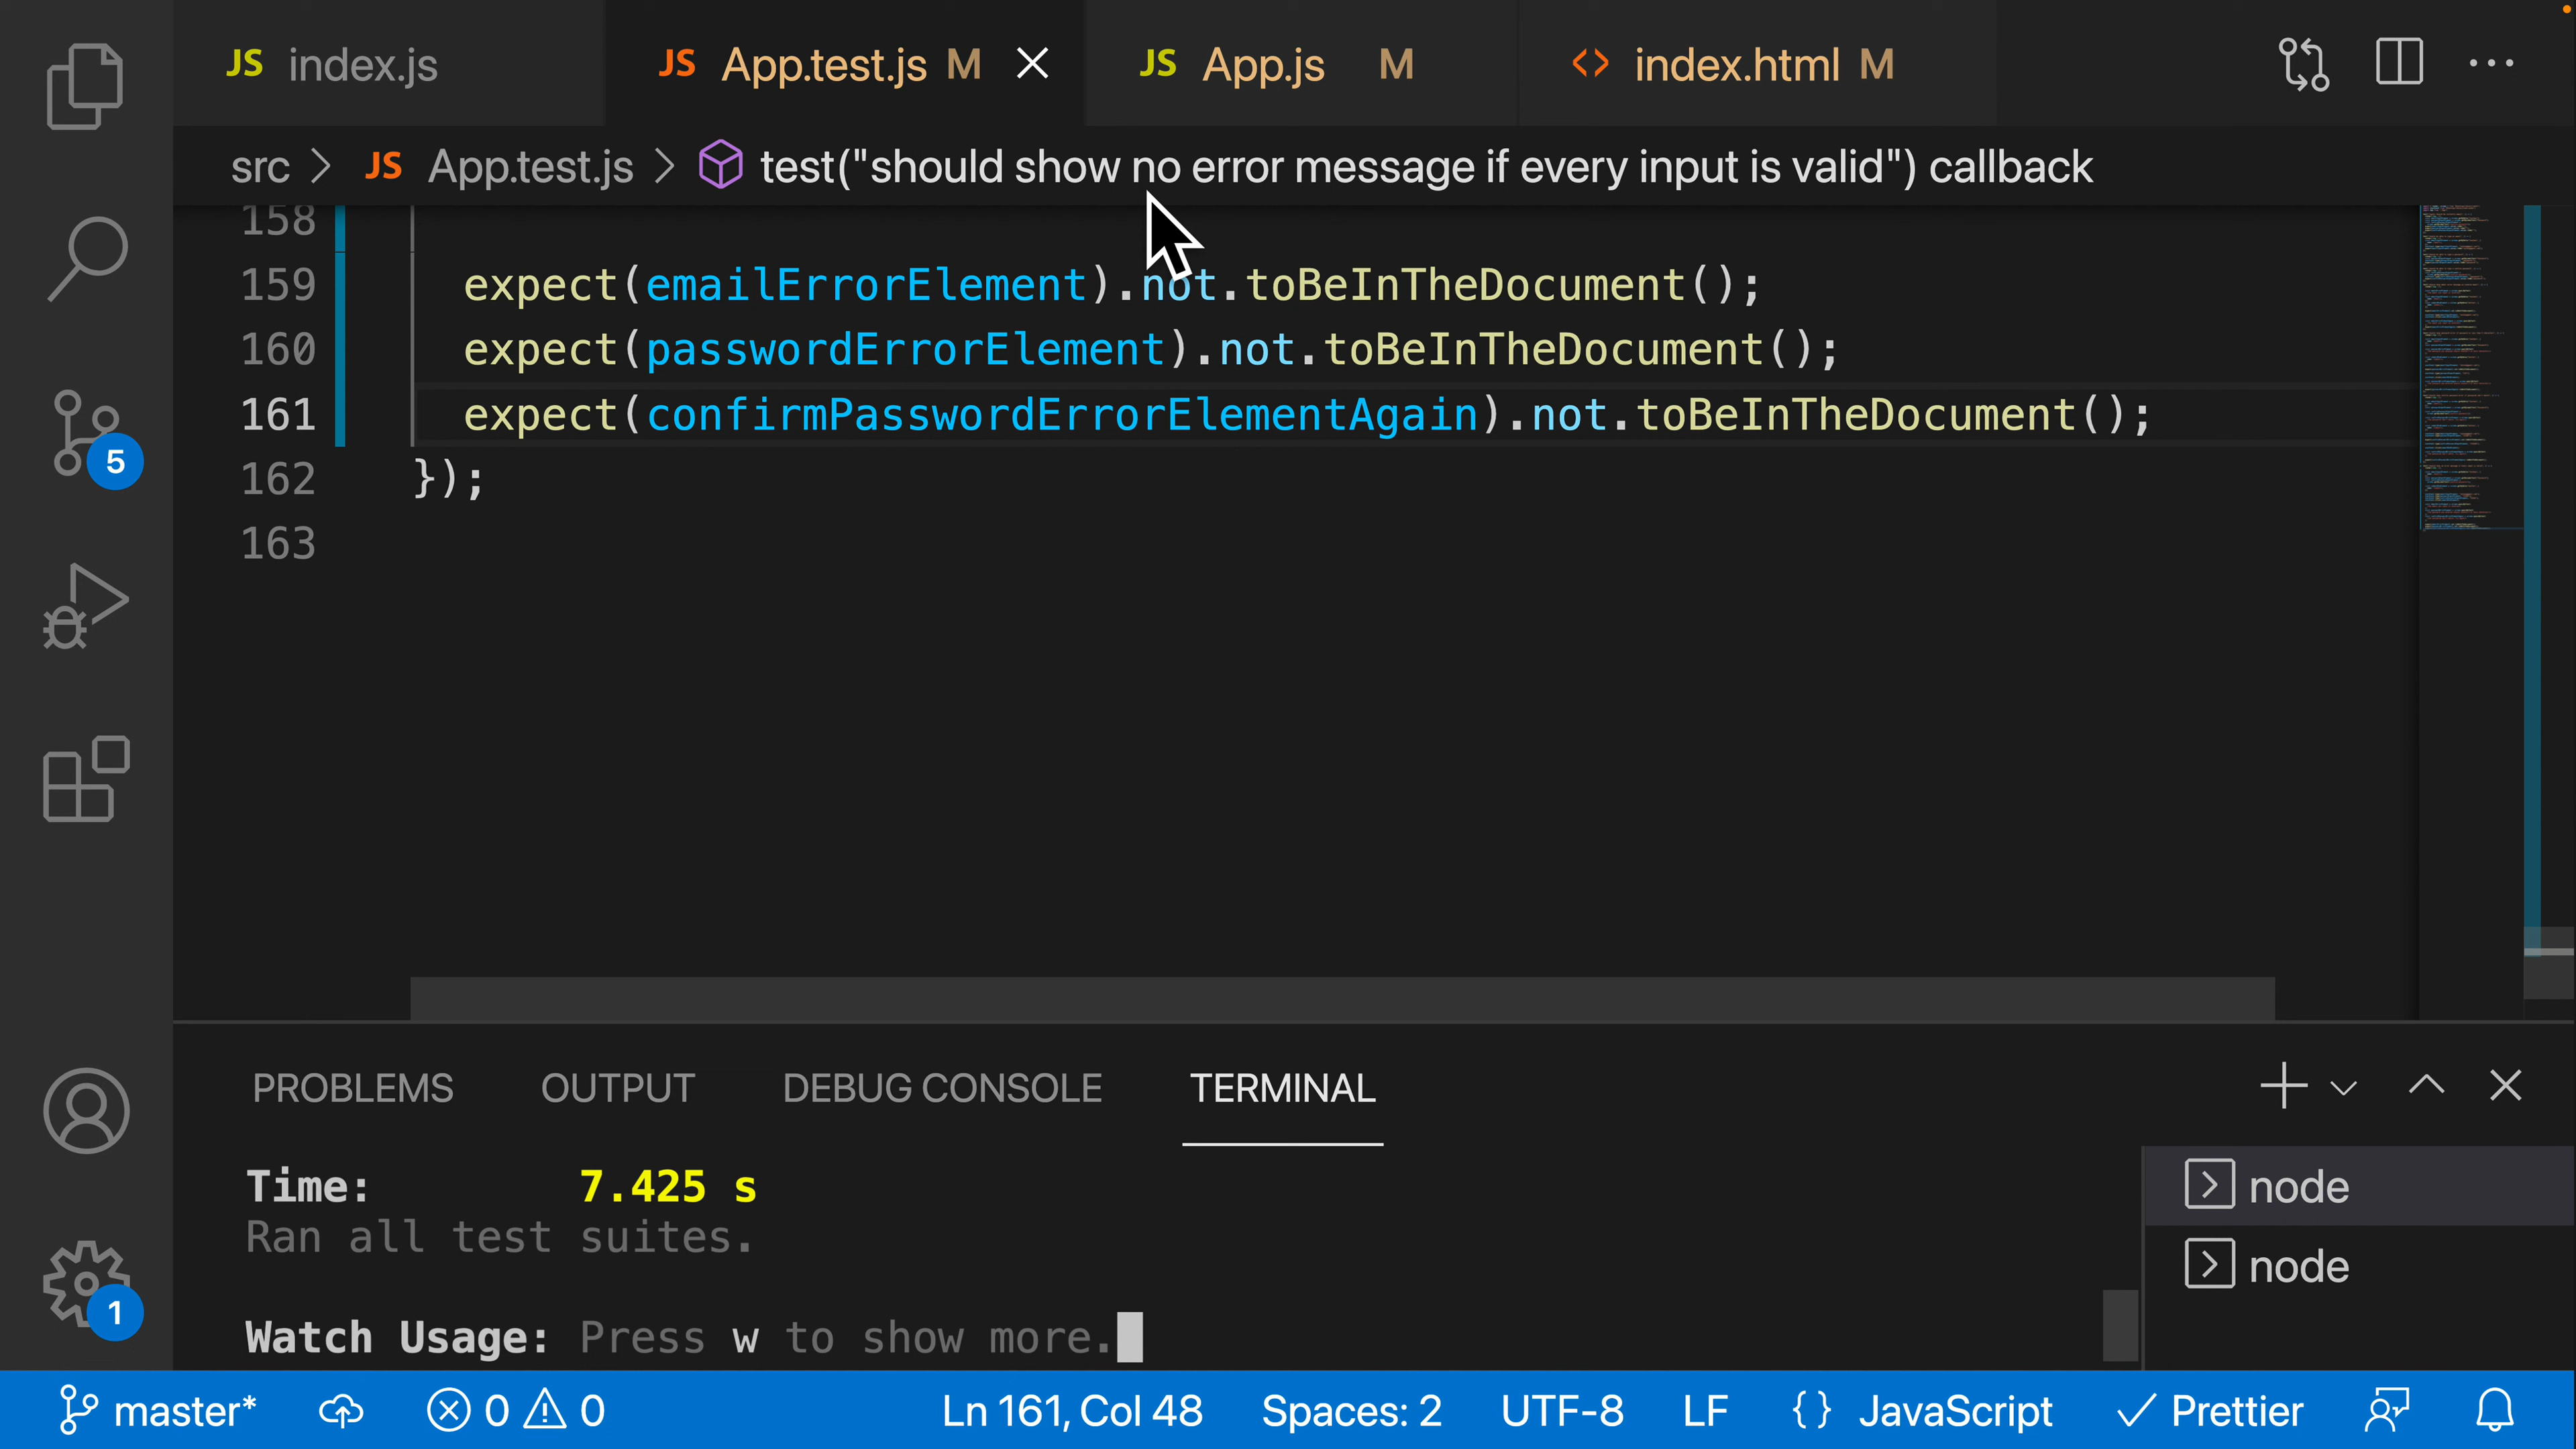 JS index.js JS App.test.js M JS App.js M <> index.html M
src > JS App.test.js > test("should show no error message if every input is valid") callback
158
159 expect(emailErrorElement).not.toBeInTheDocument();
160 expect(passwordErrorElement).not.toBeInTheDocument();
161 expect(confirmPasswordErrorElementAgain).not.toBeInTheDocument();
162 });
163
5
1
PROBLEMS OUTPUT DEBUG CONSOLE TERMINAL
Time: 7.425 s
Ran all test suites.
Watch Usage: Press w to show more.
node
node
master* 0 0 Ln 161, Col 48 Spaces: 2 UTF-8 LF {} JavaScript Prettier